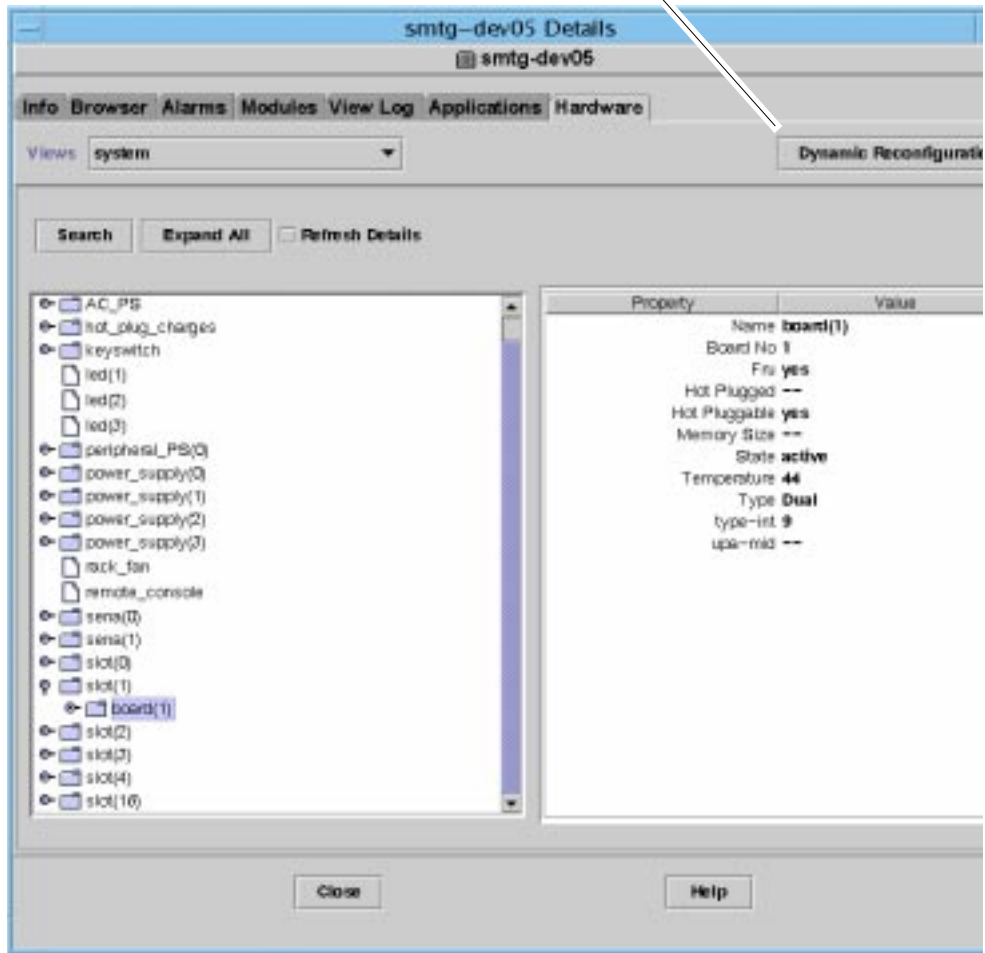 smtg-dev05 Details
smtg-dev05
Info Browser Alarms Modules View Log Applications Hardware
Views system Dynamic Reconfiguratio
Search Expand All Refresh Details
Property Value
AC_PS
hot_plug_charges
keyswitch
led(1)
led(2)
led(3)
peripheral_PS(0)
power_supply(0)
power_supply(1)
power_supply(2)
power_supply(3)
rack_fan
remote_console
sena(0)
sena(1)
slot(0)
slot(1)
board(1)
slot(2)
slot(3)
slot(4)
slot(16)
Name board(1)
Board No 1
Fru yes
Hot Plugged --
Hot Pluggable yes
Memory Size --
State active
Temperature 44
Type Dual
type-int 9
upa-mid --
Close Help